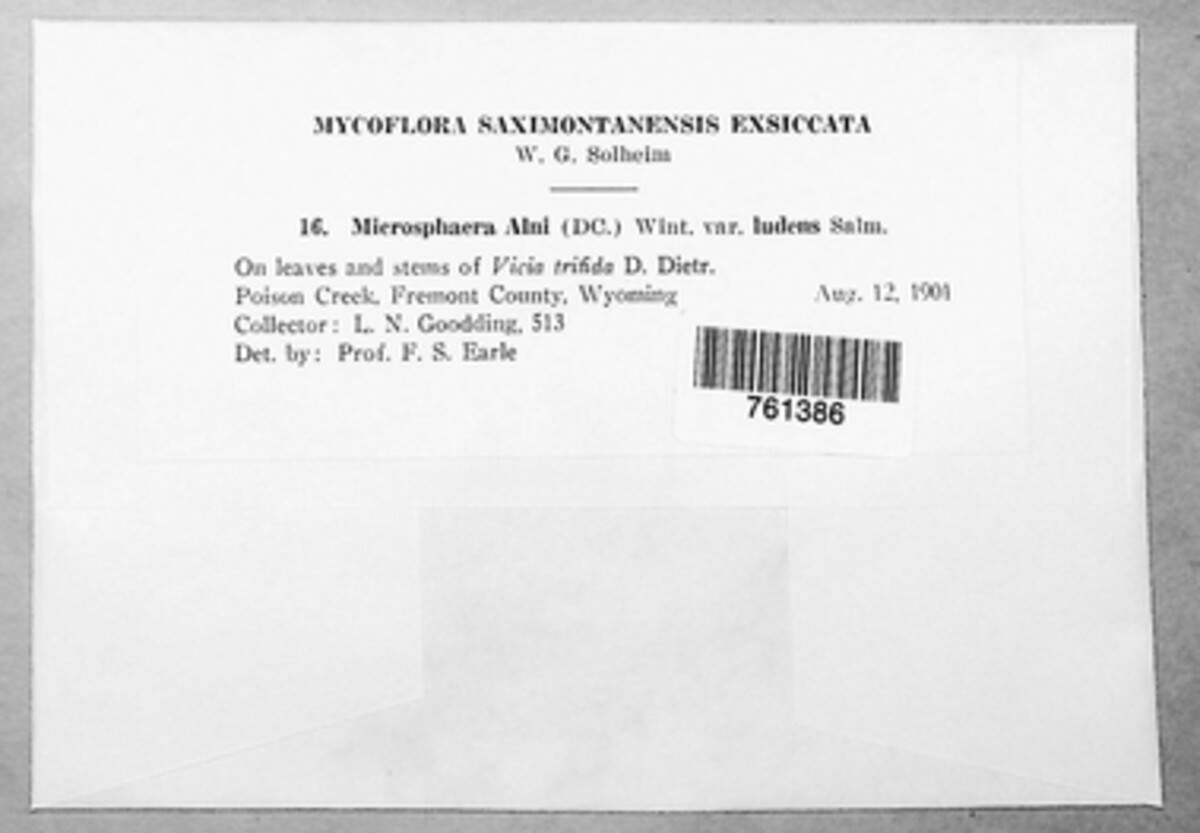 MYCOFLORA SAXIMONTANENSIS EXSICCATA
W. G. Solheim
16. Microsphaera Alni (DC.) Wint. var. ludens Salm.
On leaves and stems of Vicia trifida D. Dietr.
Poison Creek, Fremont County, Wyoming Aug. 12, 1901
Collector: L. N. Goodding, 513
Det. by: Prof. F. S. Earle
761386